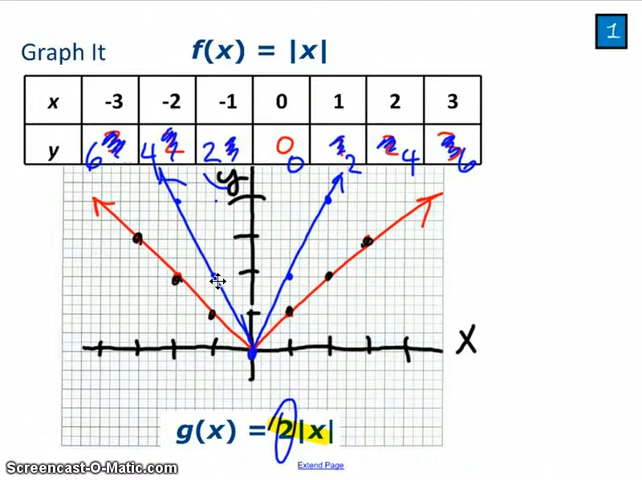 1
Graph It f(x) = |x|
x -3 -2 -1 0 1 2 3
y 6 4 2 0 0 2 4 6
y
X
g(x) = 2|x|
Extend Page
Screencast-O-Matic.com